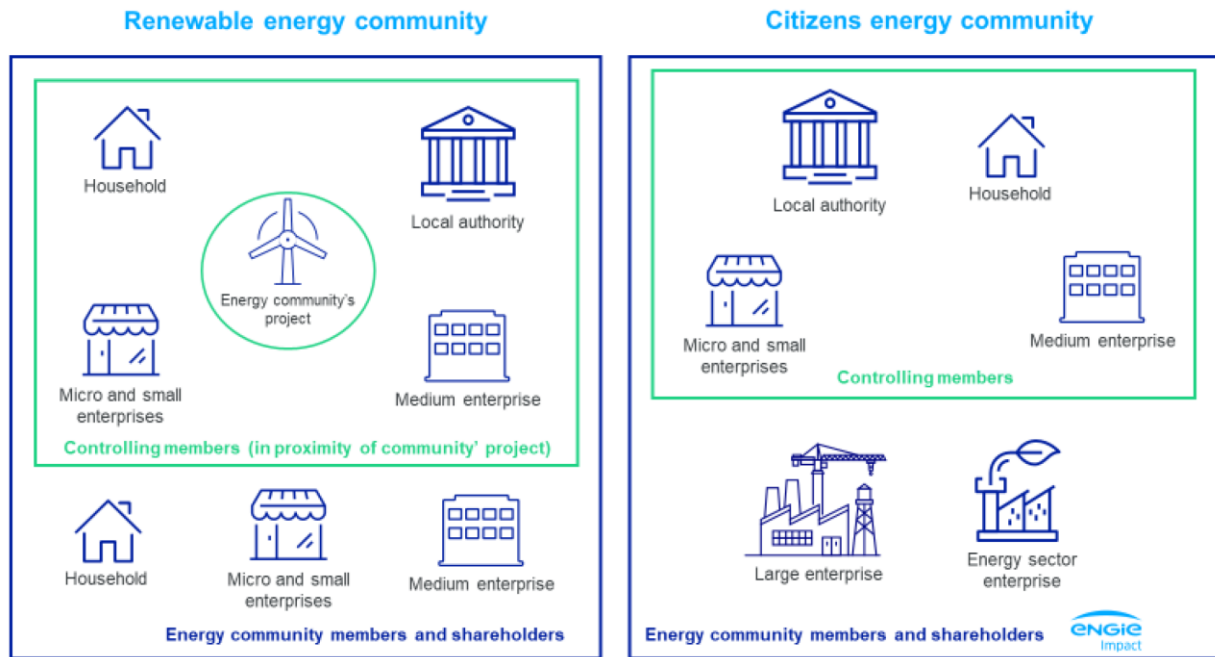 Renewable energy community
Household
Local authority
Energy community's
project
Micro and small
enterprises
Medium enterprise
Controlling members (in proximity of community' project)
Household
Micro and small
enterprises
Medium enterprise
Energy community members and shareholders
Citizens energy community
Local authority
Household
Micro and small
enterprises
Medium enterprise
Controlling members
Large enterprise
Energy sector
enterprise
Energy community members and shareholders
ENGIE
Impact